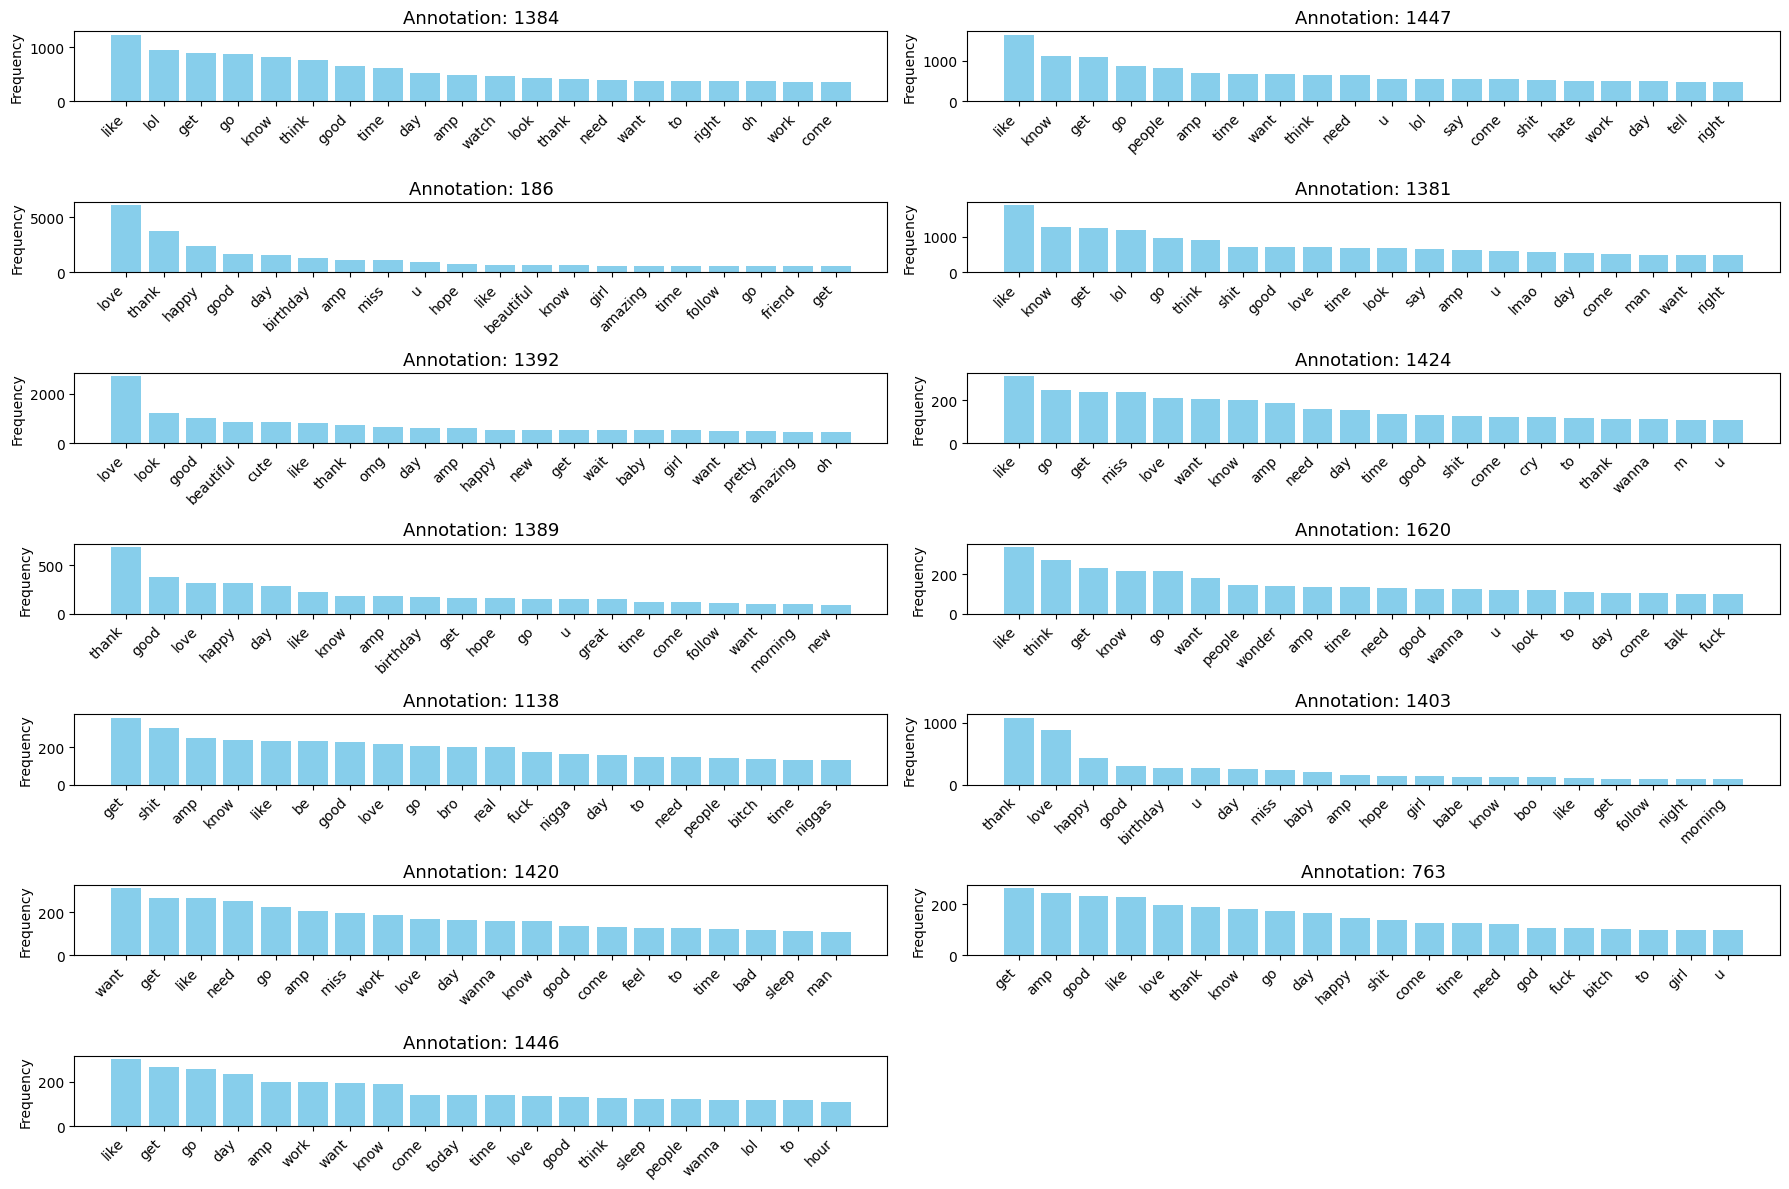 Annotation: 1384
Frequency
1000
0
like lol get go know think good time day amp watch look thank need want to right oh work come
Annotation: 1447
Frequency
1000
0
like know get go people amp time want think need u lol say come shit hate work day tell right
Annotation: 186
Frequency
5000
0
love thank happy good day birthday amp miss u hope like beautiful know girl amazing time follow go friend get
Annotation: 1381
Frequency
1000
0
like know get lol go think shit good love time look say amp u lmao day come man want right
Annotation: 1392
Frequency
2000
0
love look good beautiful cute like thank omg day amp happy new get wait baby girl want pretty amazing oh
Annotation: 1424
Frequency
200
0
like go get miss love want know amp need day time good shit come cry to thank wanna m u
Annotation: 1389
Frequency
500
0
thank good love happy day like know amp birthday get hope go u great time come follow want morning new
Annotation: 1620
Frequency
200
0
like think get know go want people wonder amp time need good wanna u look to day come talk fuck
Annotation: 1138
Frequency
200
0
get shit amp know like be good love go bro real fuck nigga day to need people bitch time niggas
Annotation: 1403
Frequency
1000
0
thank love happy good birthday u day miss baby amp hope girl babe know boo like get follow night morning
Annotation: 1420
Frequency
200
0
want get like need go amp miss work love day wanna know good come feel to time bad sleep man
Annotation: 763
Frequency
200
0
get amp good like love thank know go day happy shit come time need god fuck bitch to girl u
Annotation: 1446
Frequency
200
0
like get go day amp work want know come today time love good think sleep people wanna lol to hour